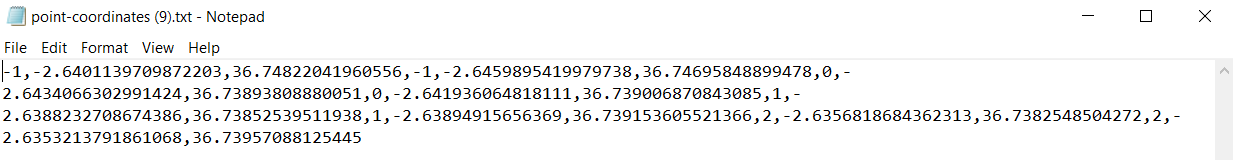 point-coordinates (9).txt - Notepad
File Edit Format View Help
-1,-2.6401139709872203,36.74822041960556,-1,-2.6459895419979738,36.74695848899478,0,-
2.6434066302991424,36.73893808880051,0,-2.641936064818111,36.739006870843085,1,-
2.6388232708674386,36.73852539511938,1,-2.63894915656369,36.739153605521366,2,-2.6356818684362313,36.7382548504272,2,-
2.6353213791861068,36.73957088125445